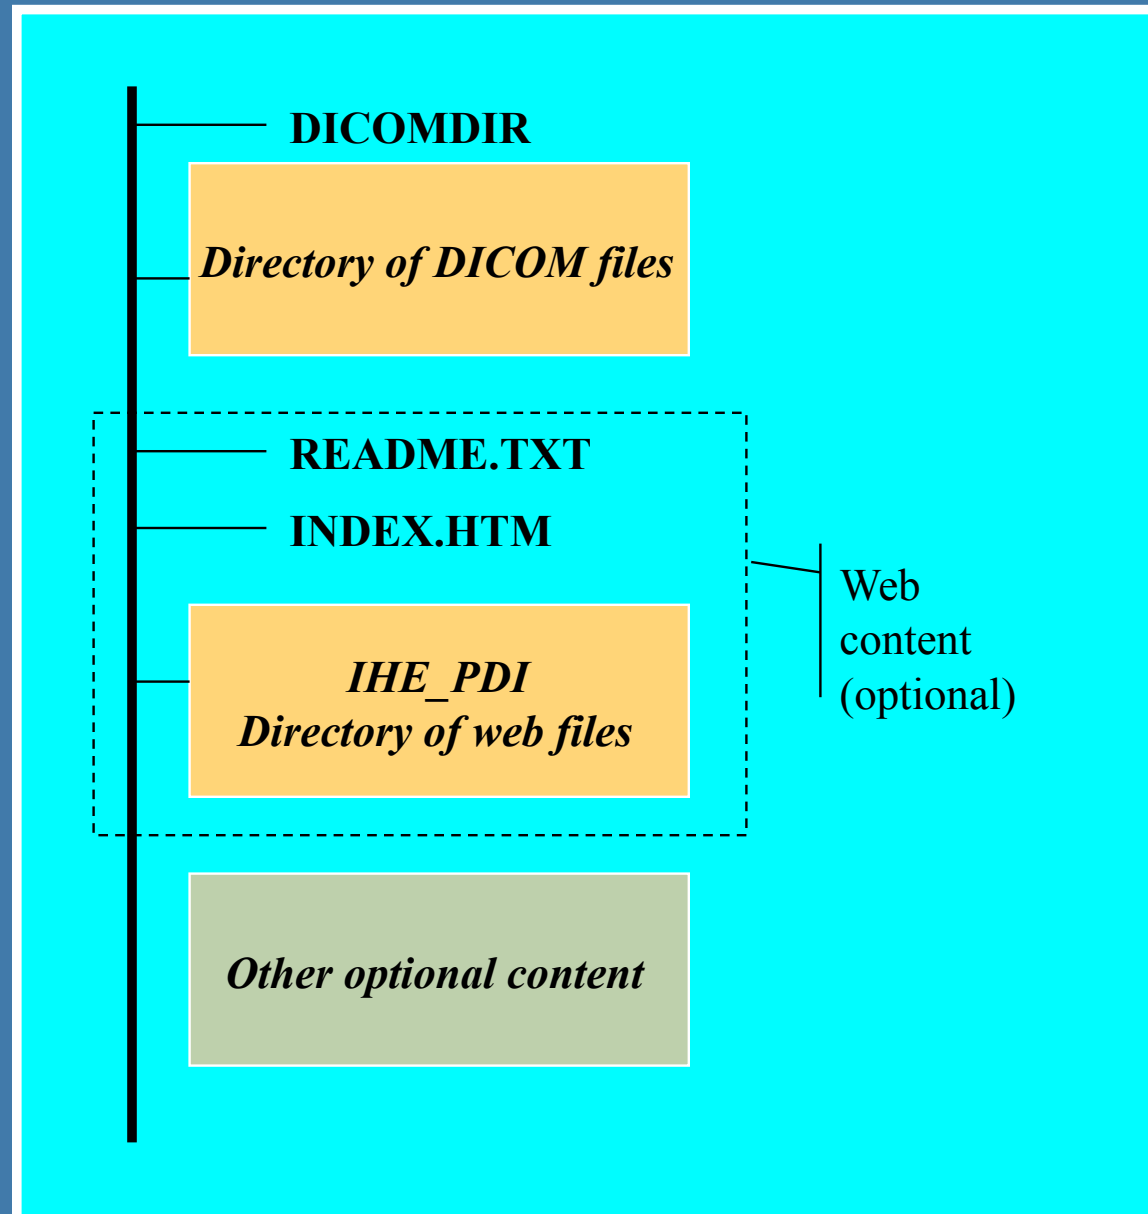 DICOMDIR
Directory of DICOM files
README.TXT
INDEX.HTM
Web
content
(optional)
IHE_PDI
Directory of web files
Other optional content